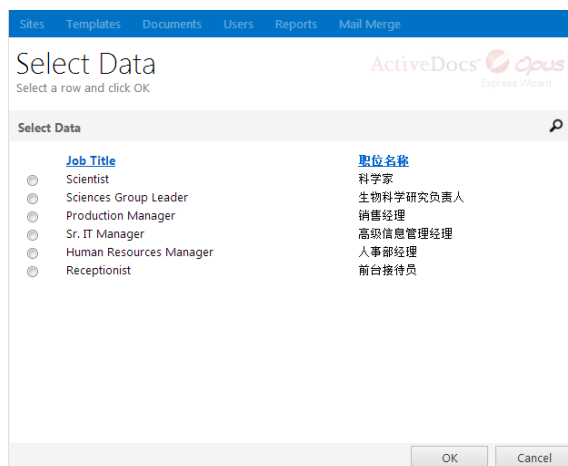 Sites Templates Documents Users Reports Mail Merge
Select Data
Select a row and click OK
ActiveDocs Opus
Express Wizard
Select Data
Job Title 职位名称
Scientist 科学家
Sciences Group Leader 生物科学研究负责人
Production Manager 销售经理
Sr. IT Manager 高级信息管理经理
Human Resources Manager 人事部经理
Receptionist 前台接待员
OK Cancel